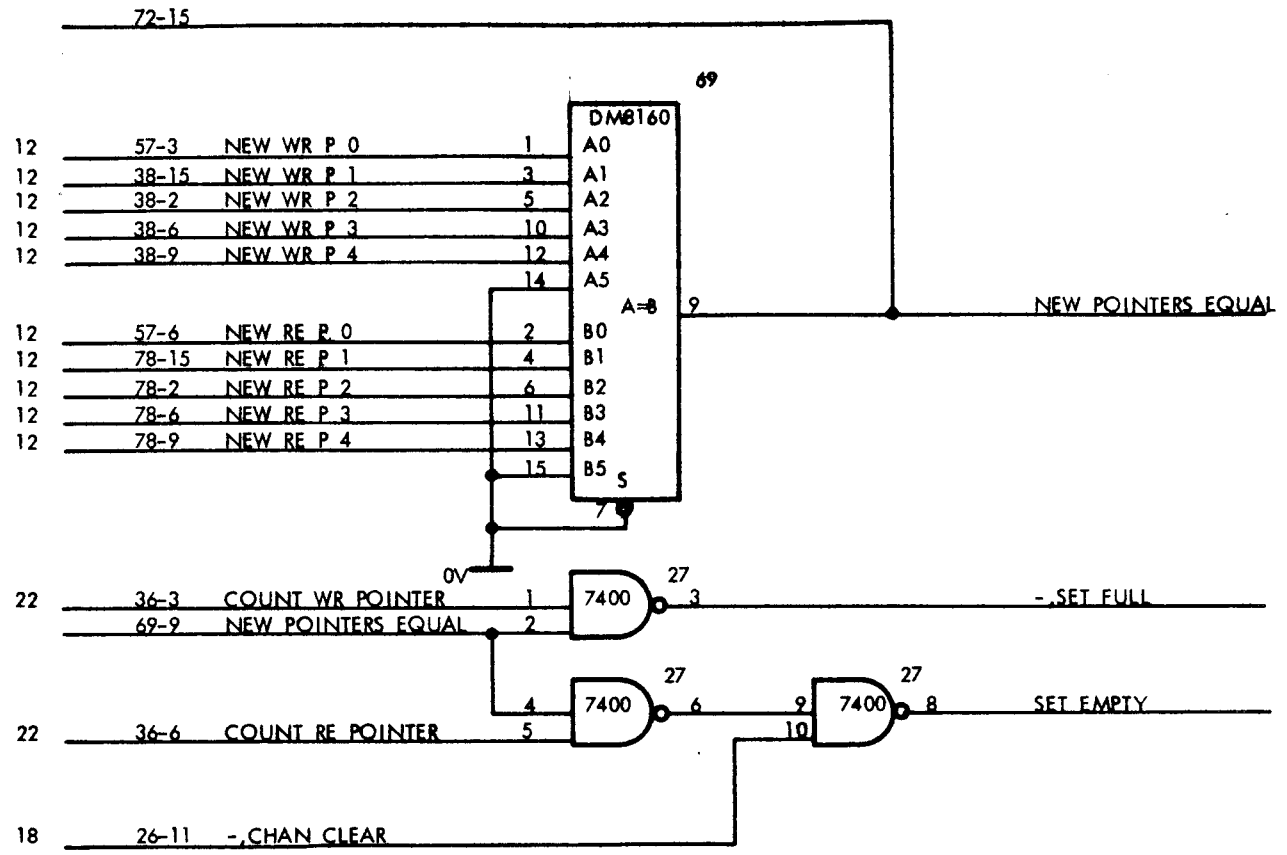 72-15
69
DM8160
12 57-3 NEW WR P 0 1 A0
12 38-15 NEW WR P 1 3 A1
12 38-2 NEW WR P 2 5 A2
12 38-6 NEW WR P 3 10 A3
12 38-9 NEW WR P 4 12 A4
14 A5
A=B 9 NEW POINTERS EQUAL
12 57-6 NEW RE P 0 2 B0
12 78-15 NEW RE P 1 4 B1
12 78-2 NEW RE P 2 6 B2
12 78-6 NEW RE P 3 11 B3
12 78-9 NEW RE P 4 13 B4
15 B5 S
7
0V
27
22 36-3 COUNT WR POINTER 1 7400 3 -,SET FULL
69-9 NEW POINTERS EQUAL 2
27 27
4 7400 6 9 7400 8 SET EMPTY
22 36-6 COUNT RE POINTER 5 10
18 26-11 -,CHAN CLEAR